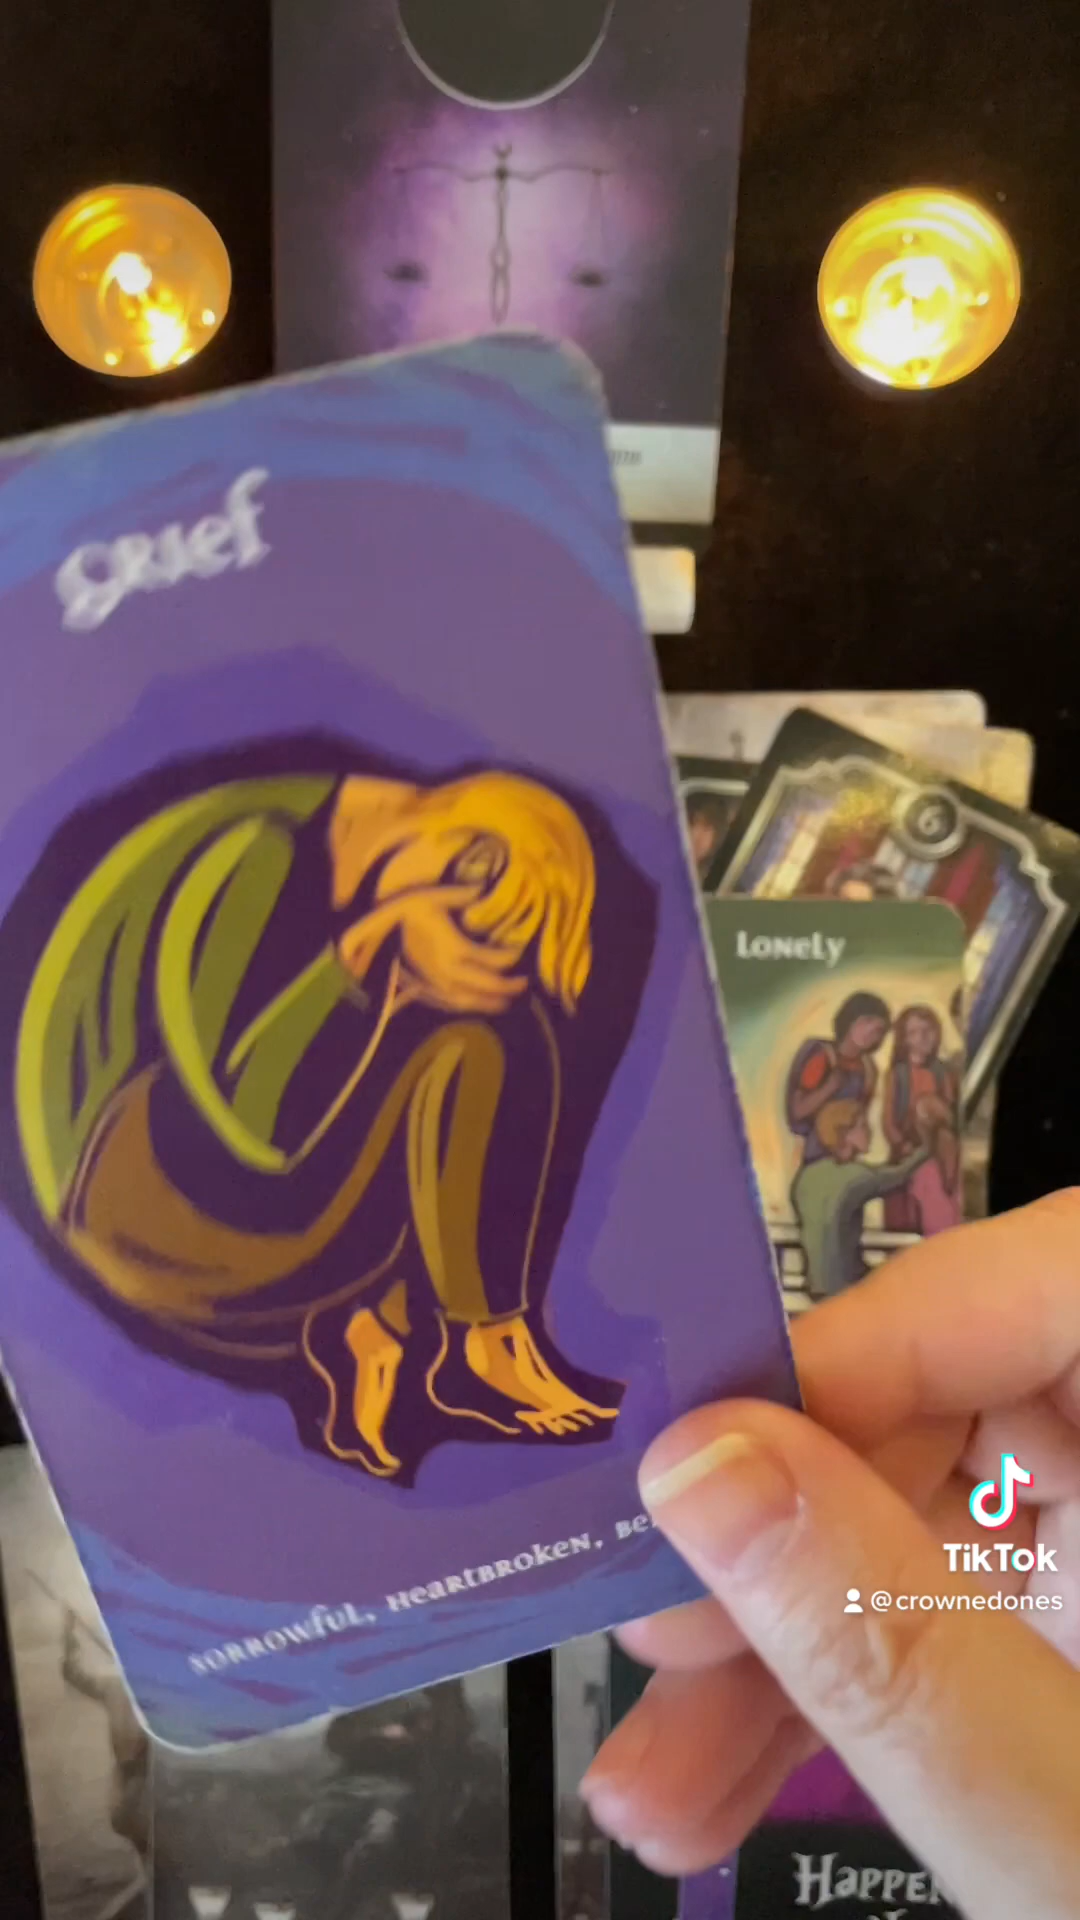 Grief
6
Lonely
sorrowful, heartbroken, Be
TikTok
@crownedones
Happen